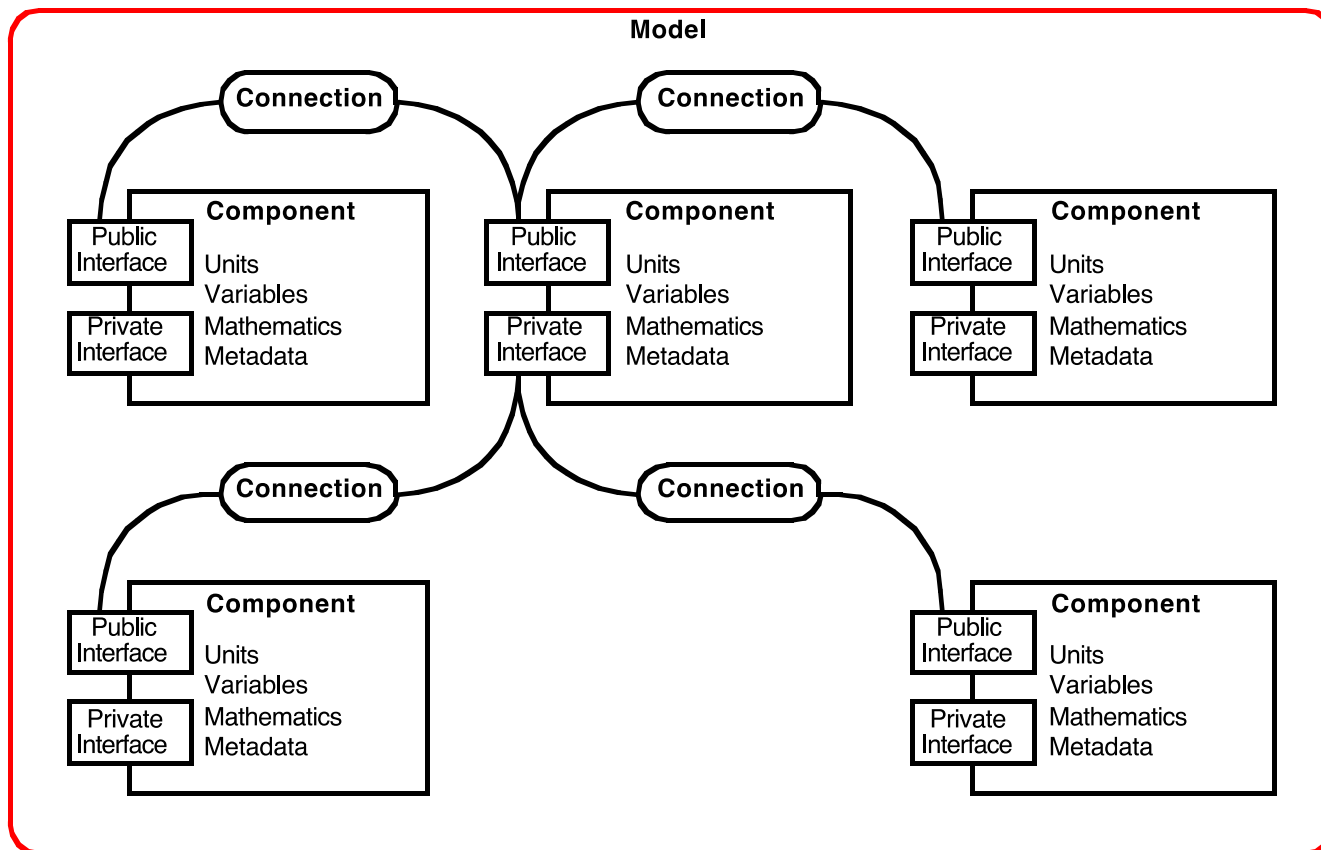 Model
Connection
Connection
Component
Public
Interface
Units
Variables
Private
Interface
Mathematics
Metadata
Component
Public
Interface
Units
Variables
Private
Interface
Mathematics
Metadata
Component
Public
Interface
Units
Variables
Private
Interface
Mathematics
Metadata
Connection
Connection
Component
Public
Interface
Units
Variables
Private
Interface
Mathematics
Metadata
Component
Public
Interface
Units
Variables
Private
Interface
Mathematics
Metadata